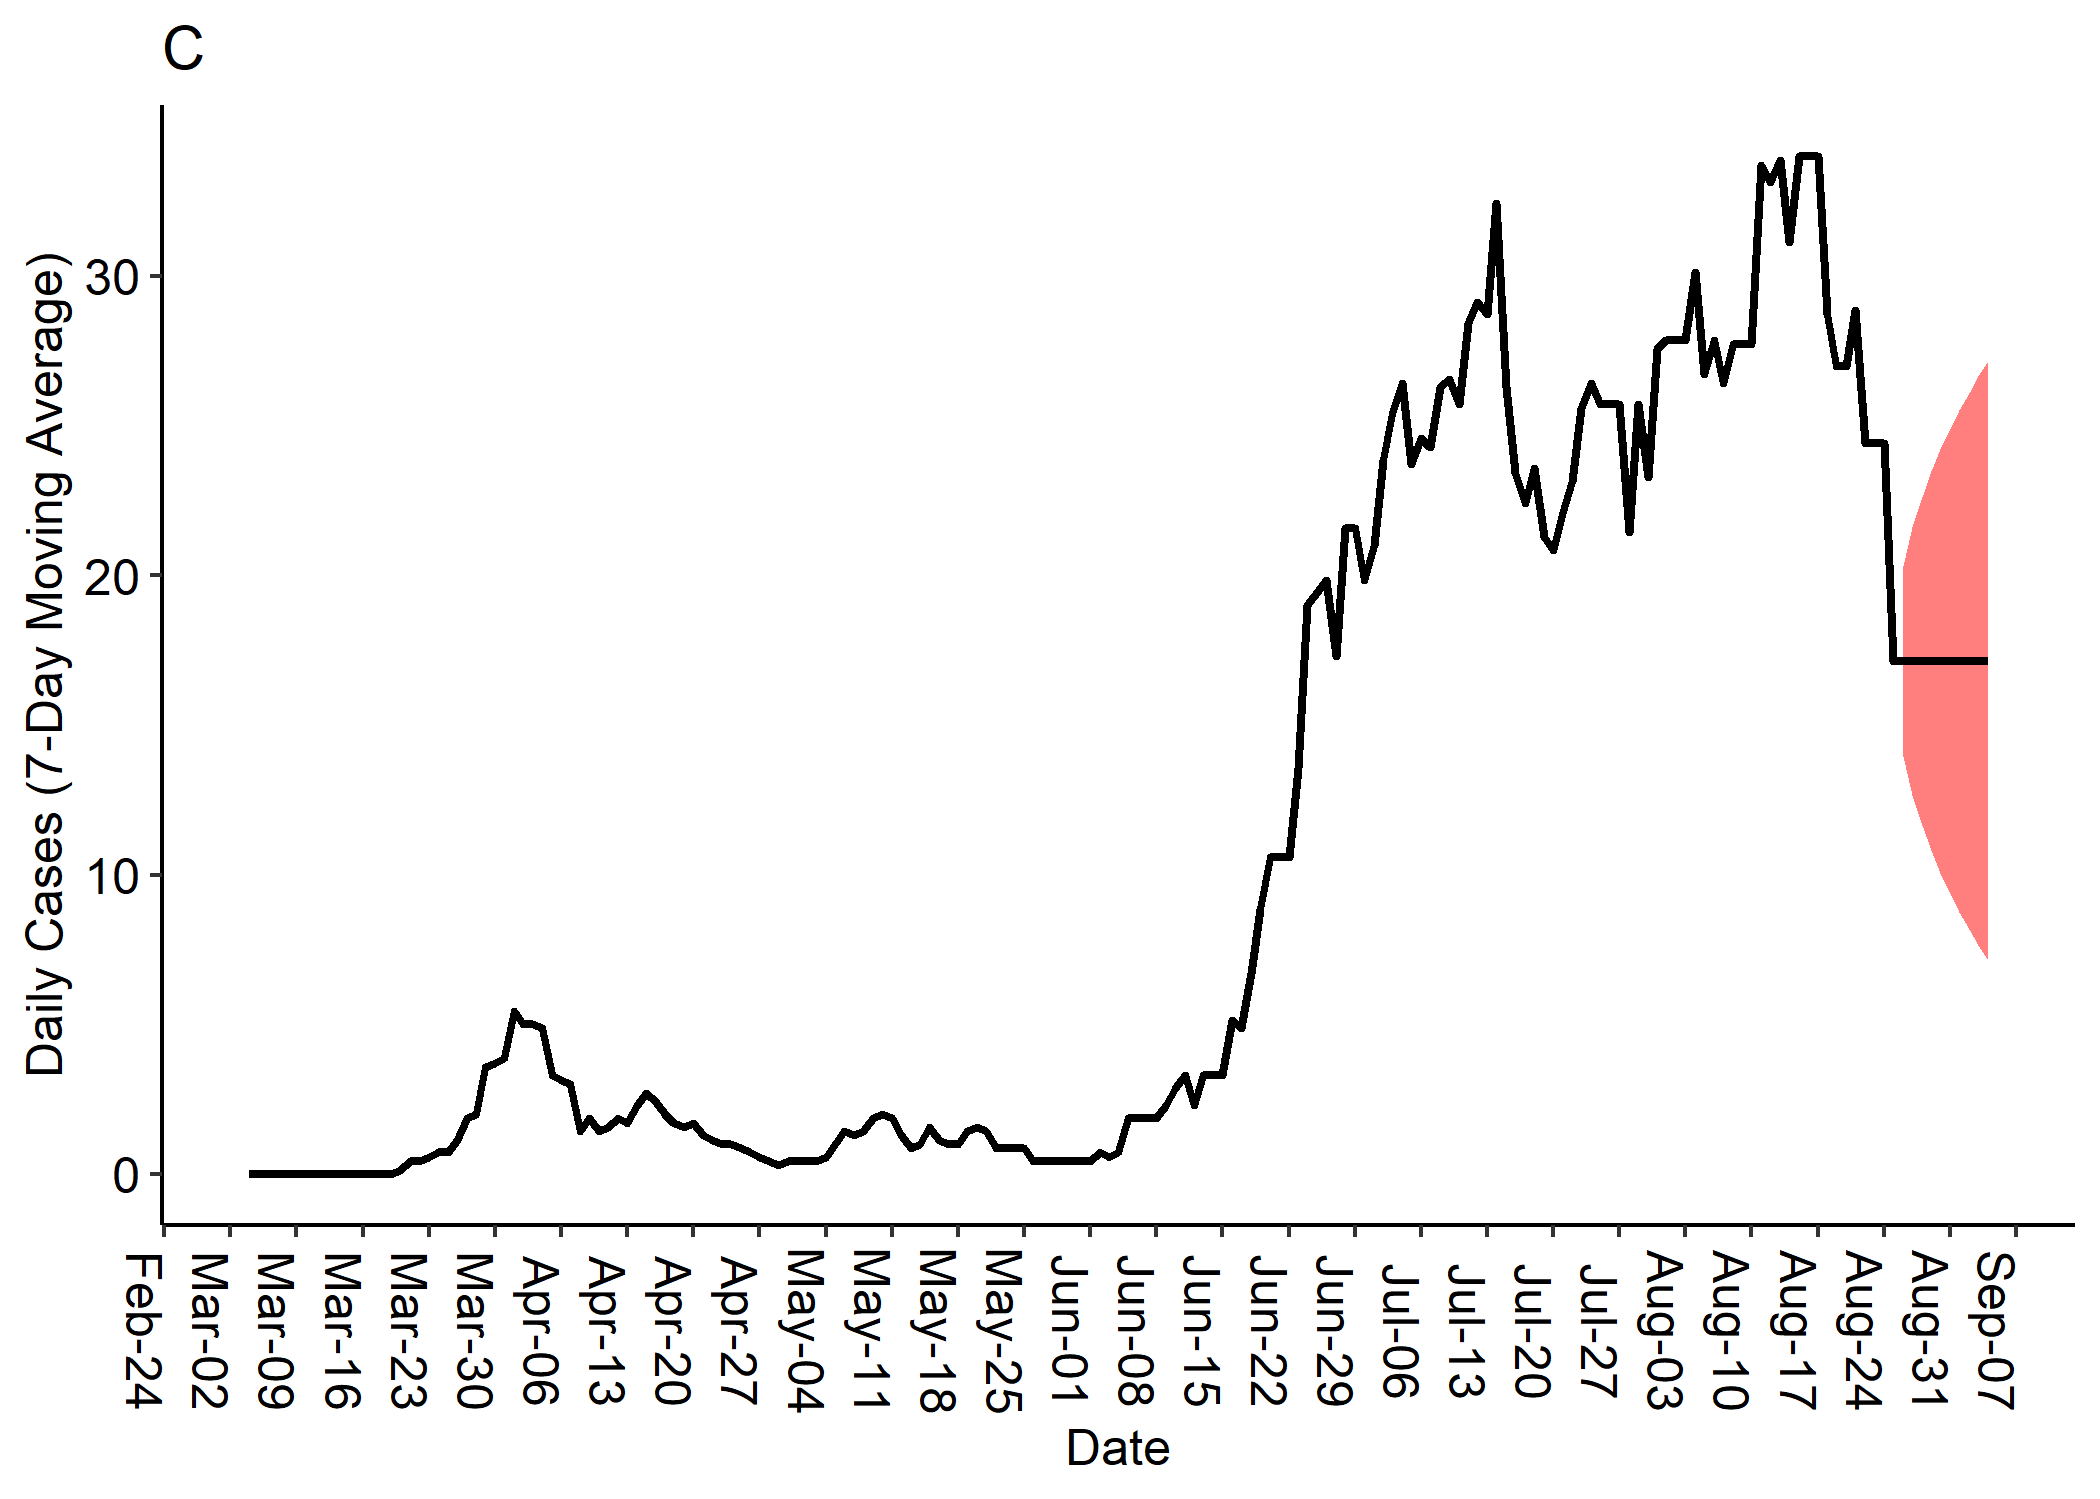 C
Daily Cases (7-Day Moving Average)
30
20
10
0
Feb-24
Mar-02
Mar-09
Mar-16
Mar-23
Mar-30
Apr-06
Apr-13
Apr-20
Apr-27
May-04
May-11
May-18
May-25
Jun-01
Jun-08
Jun-15
Jun-22
Jun-29
Jul-06
Jul-13
Jul-20
Jul-27
Aug-03
Aug-10
Aug-17
Aug-24
Aug-31
Sep-07
Date